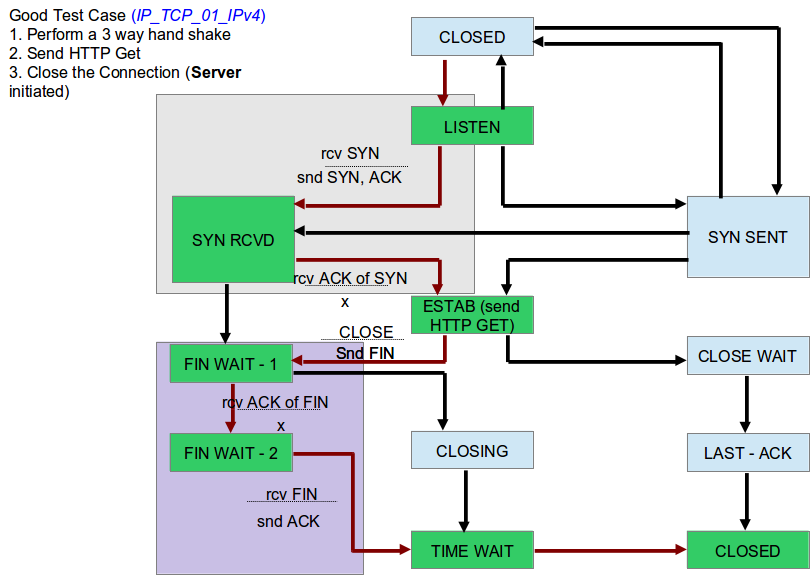 Good Test Case (IP_TCP_01_IPv4)
1. Perform a 3 way hand shake
2. Send HTTP Get
3. Close the Connection (Server
initiated)
CLOSED
LISTEN
rcv SYN
snd SYN, ACK
SYN RCVD
SYN SENT
rcv ACK of SYN
x
ESTAB (send
HTTP GET)
CLOSE
Snd FIN
FIN WAIT - 1
CLOSE WAIT
rcv ACK of FIN
x
FIN WAIT - 2
CLOSING
LAST - ACK
rcv FIN
snd ACK
TIME WAIT
CLOSED